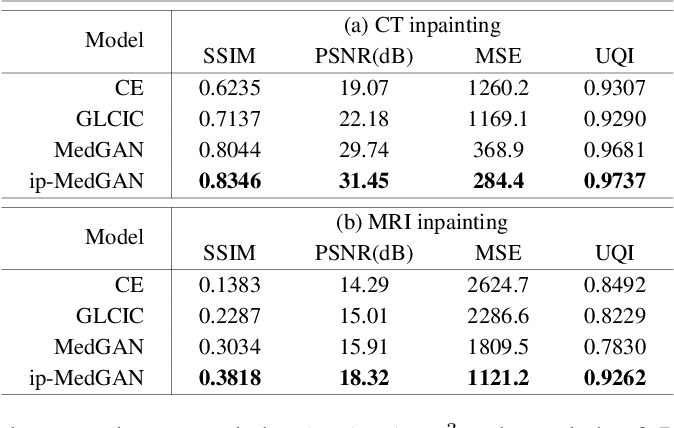 (a) CT inpainting
Model
SSIM PSNR(dB) MSE UQI
CE 0.6235 19.07 1260.2 0.9307
GLCIC 0.7137 22.18 1169.1 0.9290
MedGAN 0.8044 29.74 368.9 0.9681
ip-MedGAN 0.8346 31.45 284.4 0.9737
(b) MRI inpainting
Model
SSIM PSNR(dB) MSE UQI
CE 0.1383 14.29 2624.7 0.8492
GLCIC 0.2287 15.01 2286.6 0.8229
MedGAN 0.3034 15.91 1809.5 0.7830
ip-MedGAN 0.3818 18.32 1121.2 0.9262